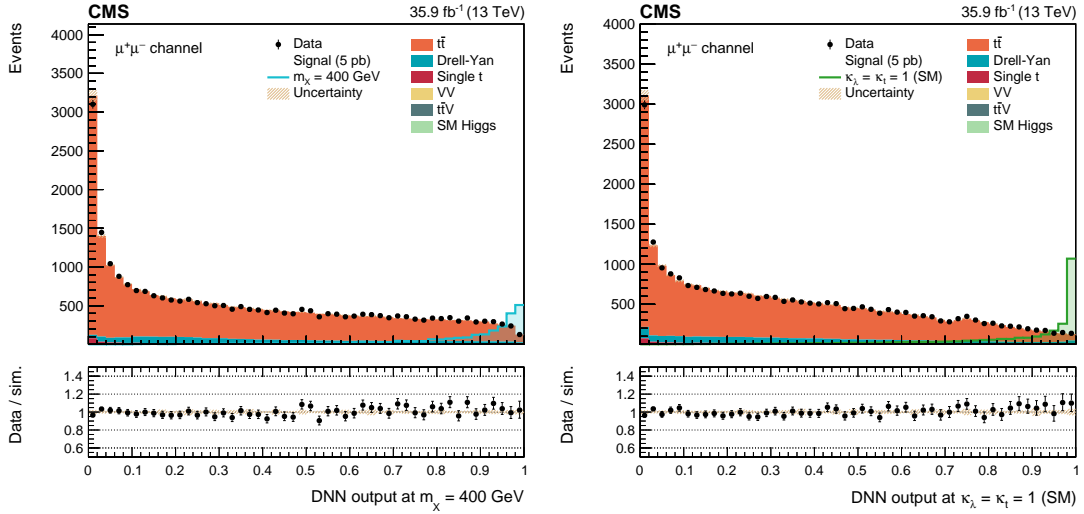 CMS 35.9 fb⁻¹ (13 TeV)
Events
4000
3500
3000
2500
2000
1500
1000
500
μ⁺μ⁻ channel
Data
Signal (5 pb)
m_X = 400 GeV
Uncertainty
tt̄
Drell-Yan
Single t
VV
tt̄V
SM Higgs
Data / sim.
1.4
1.2
1
0.8
0.6
0 0.1 0.2 0.3 0.4 0.5 0.6 0.7 0.8 0.9 1
DNN output at m_X = 400 GeV
CMS 35.9 fb⁻¹ (13 TeV)
Events
4000
3500
3000
2500
2000
1500
1000
500
μ⁺μ⁻ channel
Data
Signal (5 pb)
κ_λ = κ_t = 1 (SM)
Uncertainty
tt̄
Drell-Yan
Single t
VV
tt̄V
SM Higgs
Data / sim.
1.4
1.2
1
0.8
0.6
0 0.1 0.2 0.3 0.4 0.5 0.6 0.7 0.8 0.9 1
DNN output at κ_λ = κ_t = 1 (SM)